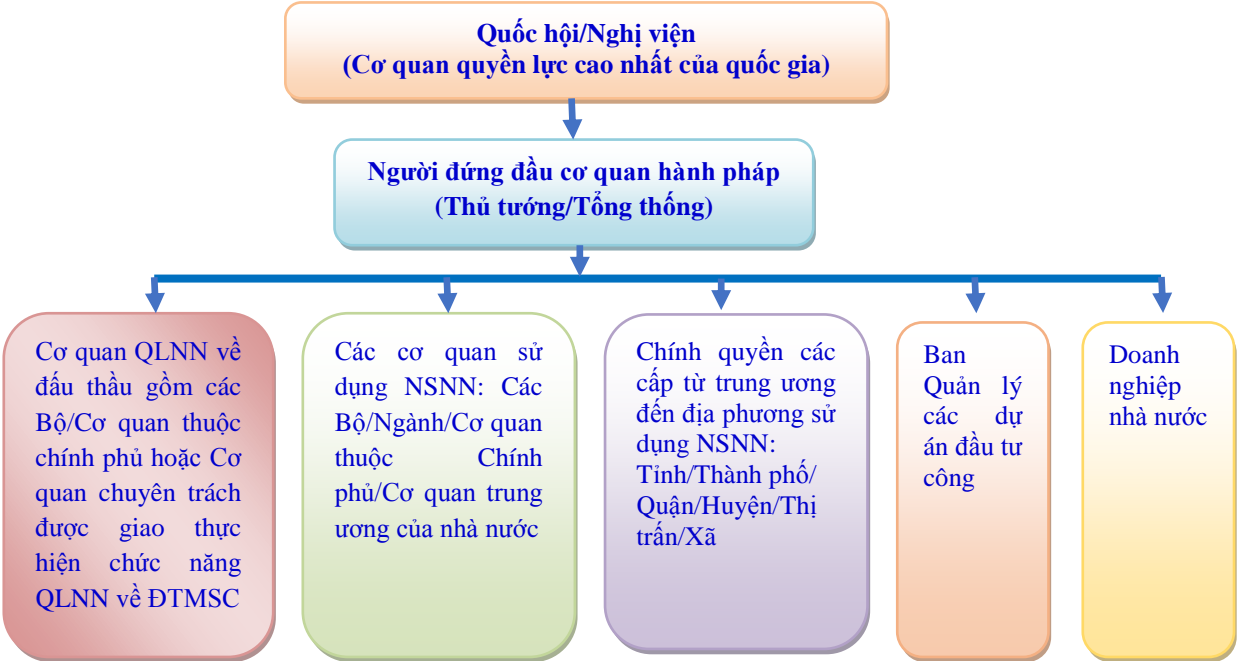 Quốc hội/Nghị viện
(Cơ quan quyền lực cao nhất của quốc gia)
Người đứng đầu cơ quan hành pháp
(Thủ tướng/Tổng thống)
Cơ quan QLNN về
đấu thầu gồm các
Bộ/Cơ quan thuộc
chính phủ hoặc Cơ
quan chuyên trách
được giao thực
hiện chức năng
QLNN về ĐTMSC
Các cơ quan sử
dụng NSNN: Các
Bộ/Ngành/Cơ quan
thuộc Chính
phủ/Cơ quan trung
ương của nhà nước
Chính quyền các
cấp từ trung ương
đến địa phương sử
dụng NSNN:
Tỉnh/Thành phố/
Quận/Huyện/Thị
trấn/Xã
Ban
Quản lý
các dự
án đầu tư
công
Doanh
nghiệp
nhà nước